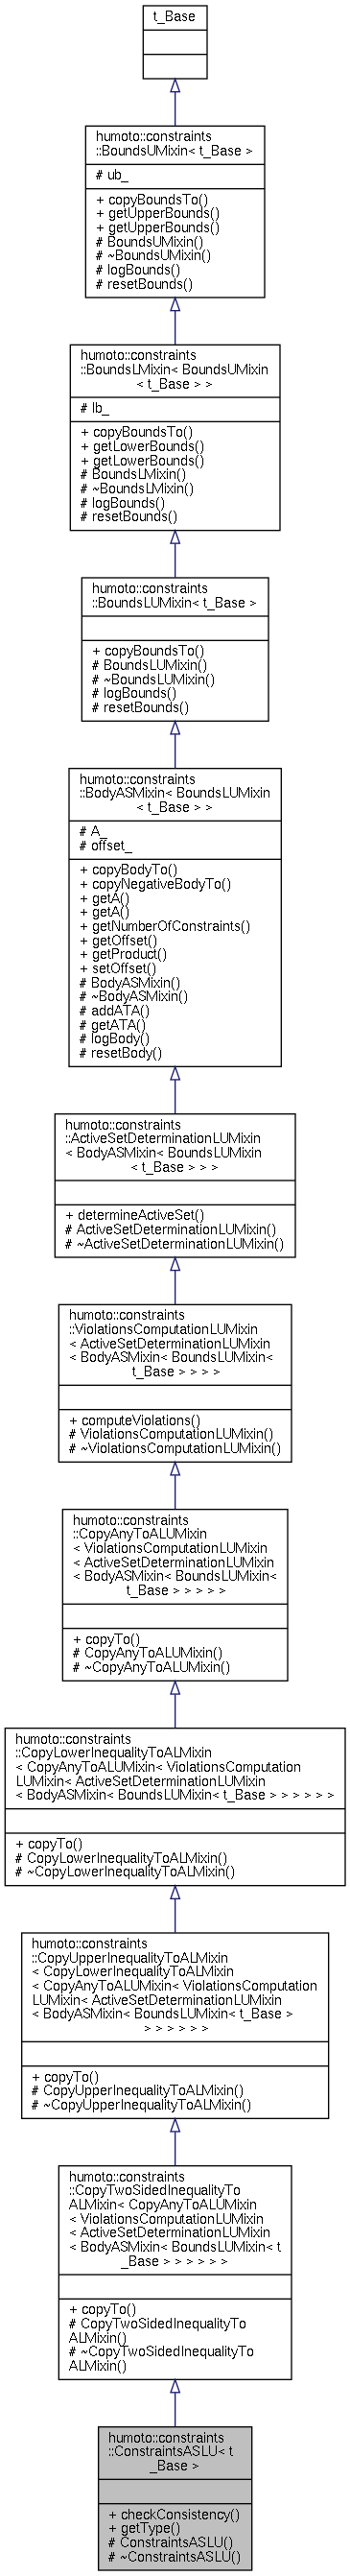 t_Base
humoto::constraints
::BoundsUMixin< t_Base >
# ub_
+ copyBoundsTo()
+ getUpperBounds()
+ getUpperBounds()
# BoundsUMixin()
# ~BoundsUMixin()
# logBounds()
# resetBounds()
humoto::constraints
::BoundsLMixin< BoundsUMixin
< t_Base > >
# lb_
+ copyBoundsTo()
+ getLowerBounds()
+ getLowerBounds()
# BoundsLMixin()
# ~BoundsLMixin()
# logBounds()
# resetBounds()
humoto::constraints
::BoundsLUMixin< t_Base >
+ copyBoundsTo()
# BoundsLUMixin()
# ~BoundsLUMixin()
# logBounds()
# resetBounds()
humoto::constraints
::BodyASMixin< BoundsLUMixin
< t_Base > >
# A_
# offset_
+ copyBodyTo()
+ copyNegativeBodyTo()
+ getA()
+ getA()
+ getNumberOfConstraints()
+ getOffset()
+ getProduct()
+ setOffset()
# BodyASMixin()
# ~BodyASMixin()
# addATA()
# getATA()
# logBody()
# resetBody()
humoto::constraints
::ActiveSetDeterminationLUMixin
< BodyASMixin< BoundsLUMixin
< t_Base > > >
+ determineActiveSet()
# ActiveSetDeterminationLUMixin()
# ~ActiveSetDeterminationLUMixin()
humoto::constraints
::ViolationsComputationLUMixin
< ActiveSetDeterminationLUMixin
< BodyASMixin< BoundsLUMixin<
t_Base > > > >
+ computeViolations()
# ViolationsComputationLUMixin()
# ~ViolationsComputationLUMixin()
humoto::constraints
::CopyAnyToALUMixin
< ViolationsComputationLUMixin
< ActiveSetDeterminationLUMixin
< BodyASMixin< BoundsLUMixin<
t_Base > > > > >
+ copyTo()
# CopyAnyToALUMixin()
# ~CopyAnyToALUMixin()
humoto::constraints
::CopyLowerInequalityToALMixin
< CopyAnyToALUMixin< ViolationsComputation
LUMixin< ActiveSetDeterminationLUMixin
< BodyASMixin< BoundsLUMixin< t_Base > > > > > >
+ copyTo()
# CopyLowerInequalityToALMixin()
# ~CopyLowerInequalityToALMixin()
humoto::constraints
::CopyUpperInequalityToALMixin
< CopyLowerInequalityToALMixin
< CopyAnyToALUMixin< ViolationsComputation
LUMixin< ActiveSetDeterminationLUMixin
< BodyASMixin< BoundsLUMixin< t_Base >
> > > > > >
+ copyTo()
# CopyUpperInequalityToALMixin()
# ~CopyUpperInequalityToALMixin()
humoto::constraints
::CopyTwoSidedInequalityTo
ALMixin< CopyAnyToALUMixin
< ViolationsComputationLUMixin
< ActiveSetDeterminationLUMixin
< BodyASMixin< BoundsLUMixin< t
_Base > > > > > >
+ copyTo()
# CopyTwoSidedInequalityTo
ALMixin()
# ~CopyTwoSidedInequalityTo
ALMixin()
humoto::constraints
::ConstraintsASLU< t
_Base >
+ checkConsistency()
+ getType()
# ConstraintsASLU()
# ~ConstraintsASLU()